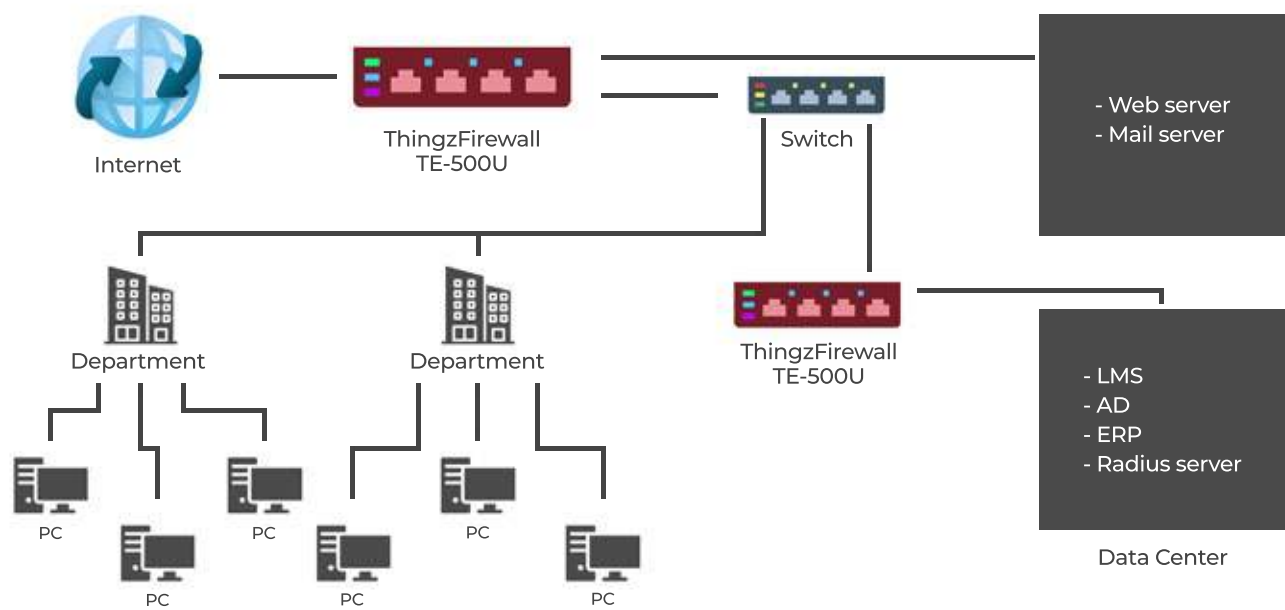 Internet
ThingzFirewall
TE-500U
Switch
- Web server
- Mail server
Department
Department
ThingzFirewall
TE-500U
- LMS
- AD
- ERP
- Radius server
PC
PC
PC
PC
PC
PC
Data Center